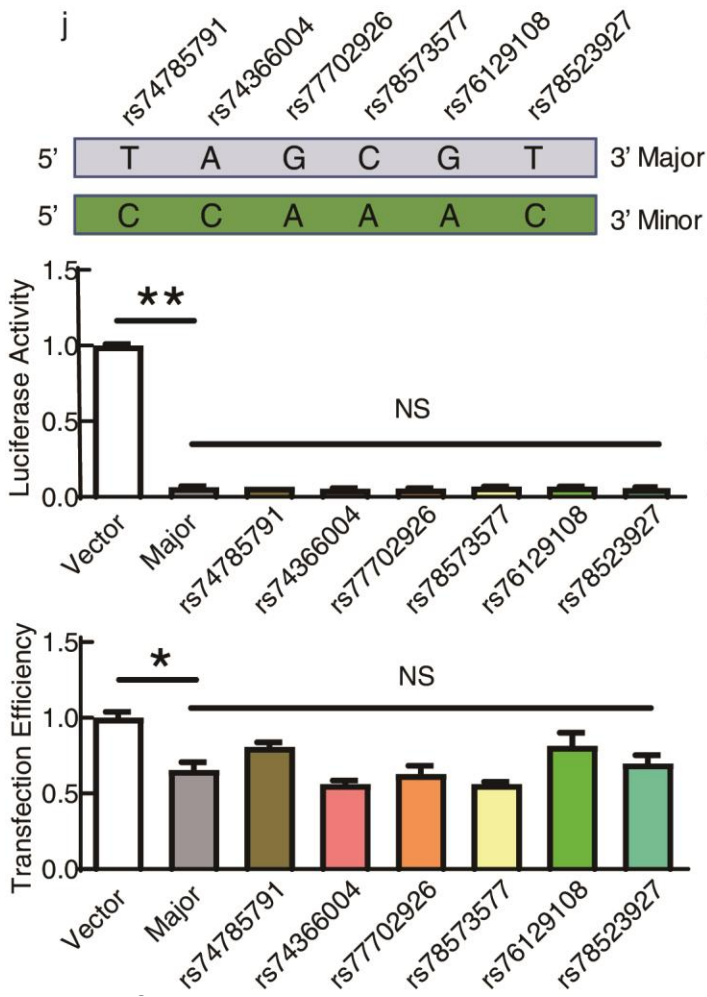 j
rs74785791 rs74366004 rs77702926 rs78573577 rs76129108 rs78523927
5' T A G C G T 3' Major
5' C C A A A C 3' Minor
Luciferase Activity
1.5
**
1.0
NS
0.5
0.0
Vector Major rs74785791 rs74366004 rs77702926 rs78573577 rs76129108 rs78523927
Transfection Efficiency
1.5
*
NS
1.0
0.5
0.0
Vector Major rs74785791 rs74366004 rs77702926 rs78573577 rs76129108 rs78523927